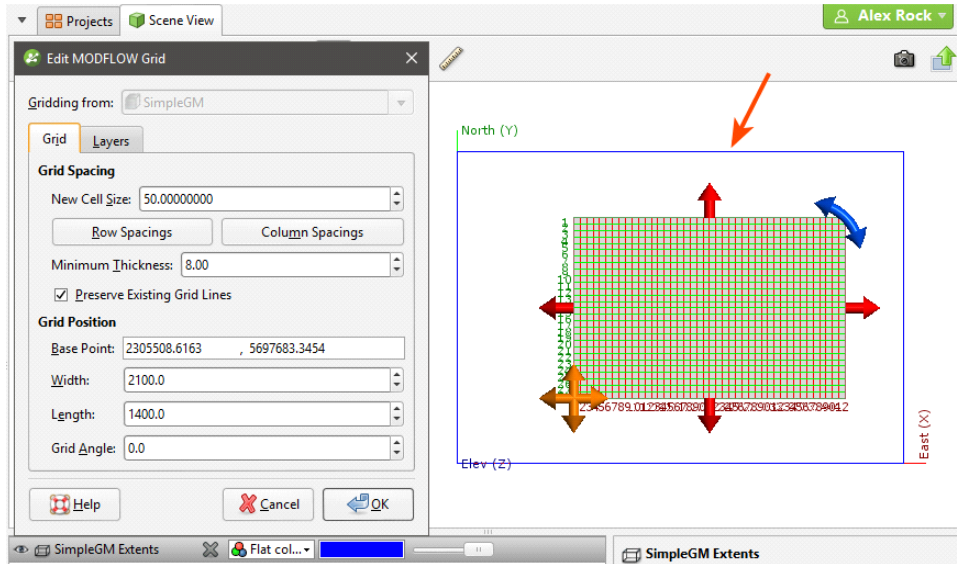 Projects
Scene View
Alex Rock
Edit MODFLOW Grid
Gridding from: SimpleGM
Grid
Layers
Grid Spacing
New Cell Size: 50.00000000
Row Spacings
Column Spacings
Minimum Thickness: 8.00
Preserve Existing Grid Lines
Grid Position
Base Point: 2305508.6163 , 5697683.3454
Width: 2100.0
Length: 1400.0
Grid Angle: 0.0
Help
Cancel
OK
North (Y)
East (X)
Elev (Z)
SimpleGM Extents
Flat col...
SimpleGM Extents